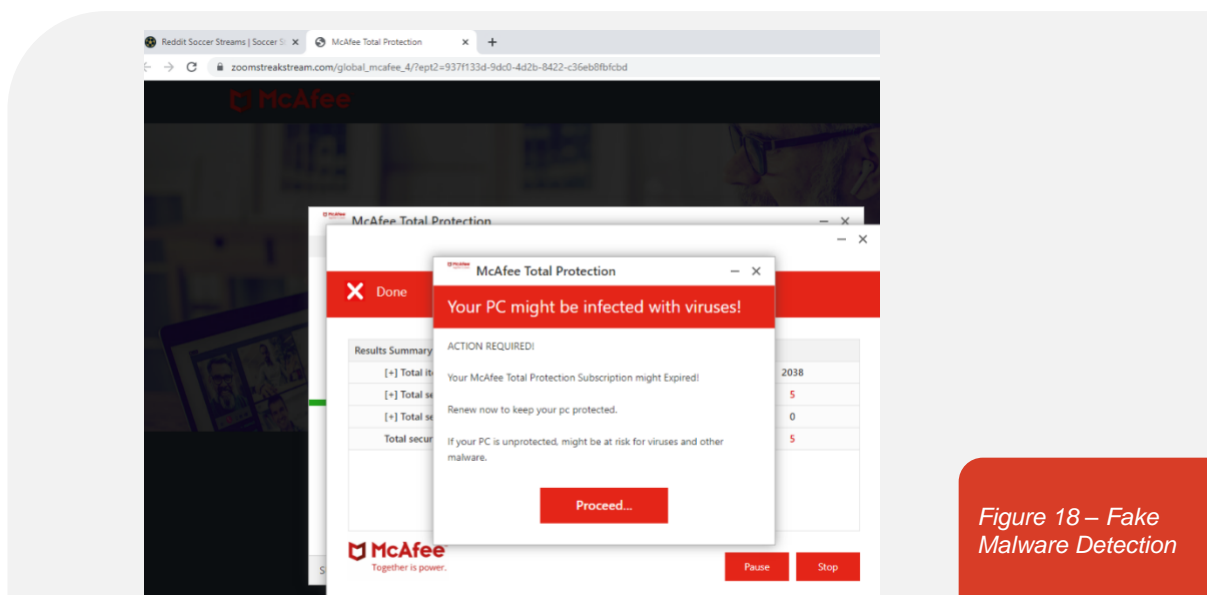 Reddit Soccer Streams | Soccer S
McAfee Total Protection
zoomstreakstream.com/global_mcafee_4/?ept2=937f133d-9dc0-4d2b-8422-c36eb8fbfcbd
McAfee
McAfee Total Protection
McAfee Total Protection
Done
Your PC might be infected with viruses!
Results Summary
ACTION REQUIRED!
[+] Total it
2038
Your McAfee Total Protection Subscription might Expired!
[+] Total se
5
Renew now to keep your pc protected.
[+] Total se
0
Total secur
5
If your PC is unprotected, might be at risk for viruses and other
malware.
Proceed...
McAfee
Together is power.
S
Pause
Stop
Figure 18 – Fake
Malware Detection